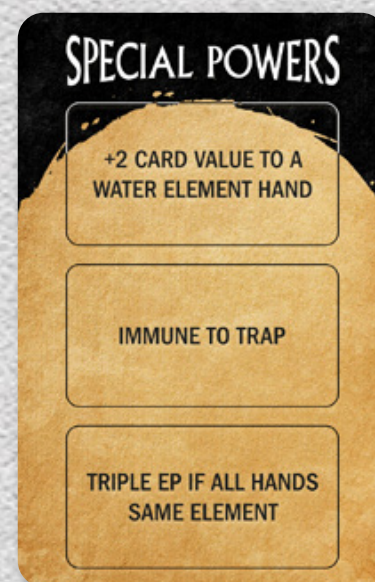 SPECIAL POWERS
+2 CARD VALUE TO A
WATER ELEMENT HAND
IMMUNE TO TRAP
TRIPLE EP IF ALL HANDS
SAME ELEMENT